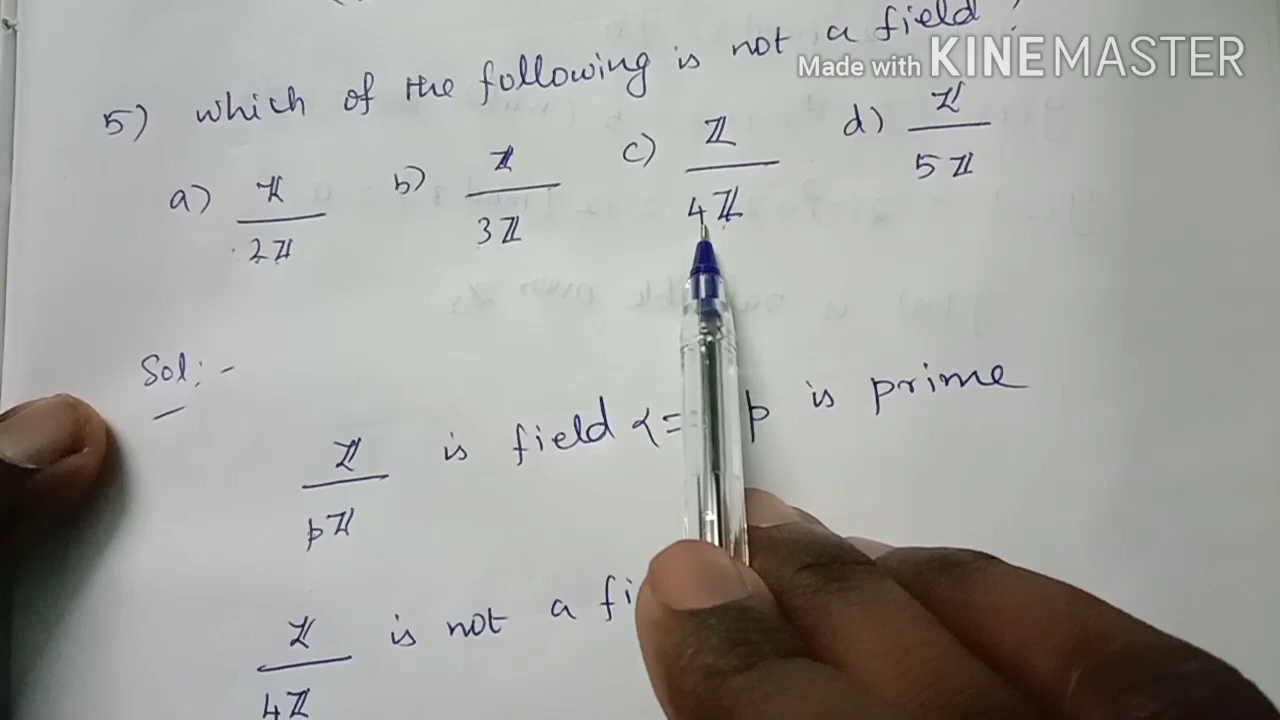 5) which of the following is not a field?
Made with KINEMASTER
a) ℤ/2ℤ b) ℤ/3ℤ c) ℤ/4ℤ d) ℤ/5ℤ
Sol:-
ℤ/pℤ is field <= p is prime
ℤ/4ℤ is not a fi